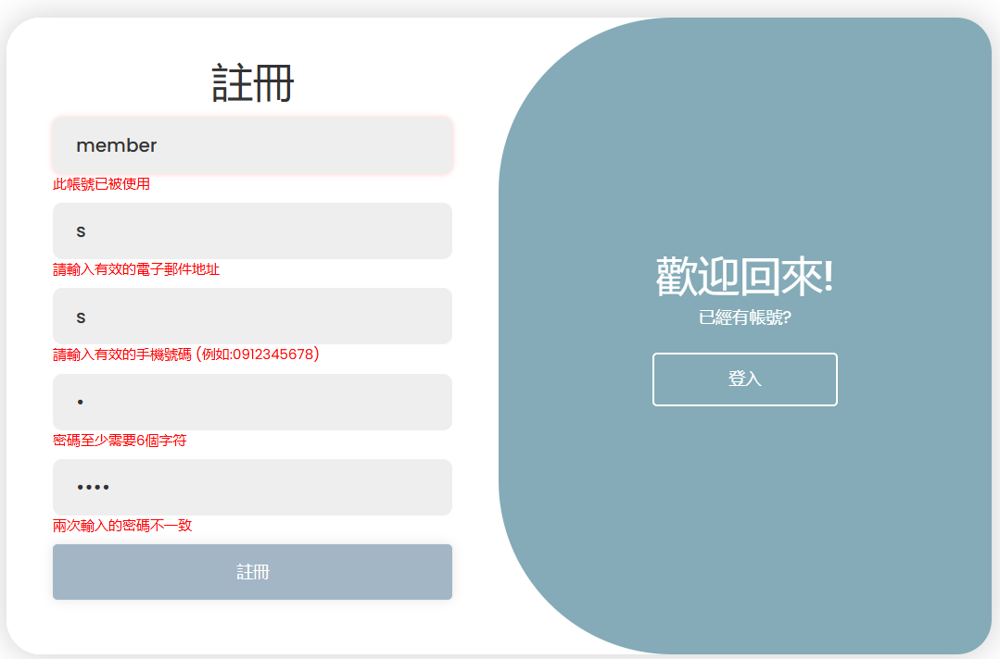 註冊
member
此帳號已被使用
s
請輸入有效的電子郵件地址
s
請輸入有效的手機號碼 (例如:0912345678)
•
密碼至少需要6個字符
••••
兩次輸入的密碼不一致
註冊
歡迎回來!
已經有帳號?
登入